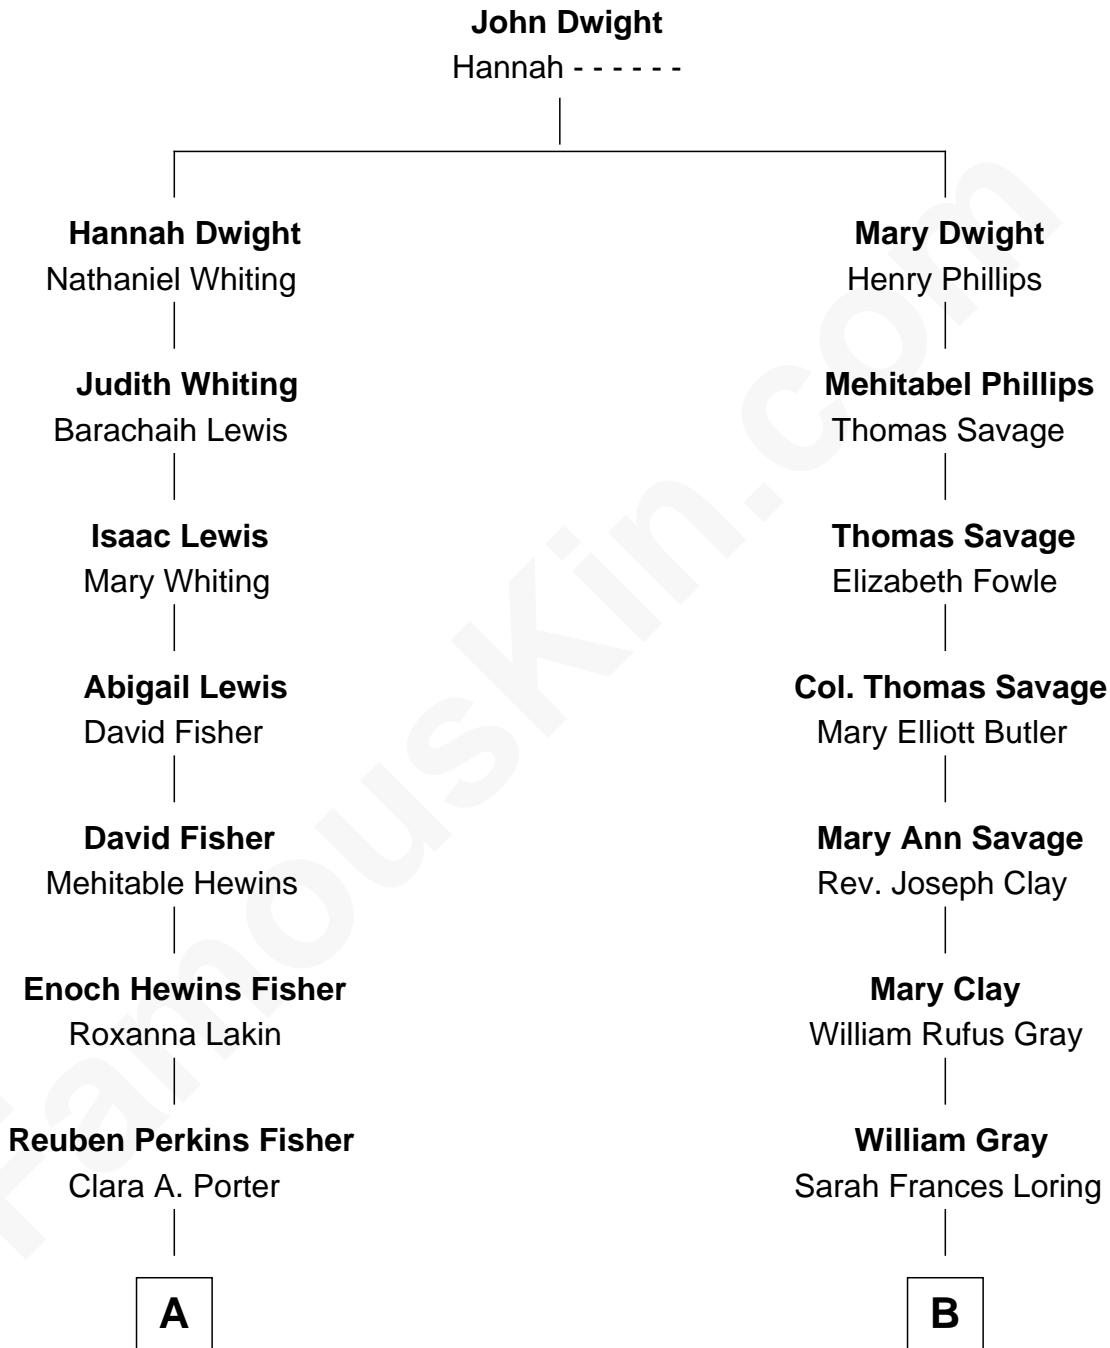 John Dwight
Hannah - - - - - -
Hannah Dwight
Nathaniel Whiting
Mary Dwight
Henry Phillips
Judith Whiting
Barachaih Lewis
Mehitabel Phillips
Thomas Savage
Isaac Lewis
Mary Whiting
Thomas Savage
Elizabeth Fowle
Abigail Lewis
David Fisher
Col. Thomas Savage
Mary Elliott Butler
David Fisher
Mehitable Hewins
Mary Ann Savage
Rev. Joseph Clay
Enoch Hewins Fisher
Roxanna Lakin
Mary Clay
William Rufus Gray
Reuben Perkins Fisher
Clara A. Porter
William Gray
Sarah Frances Loring
A
B
FamousKin.com